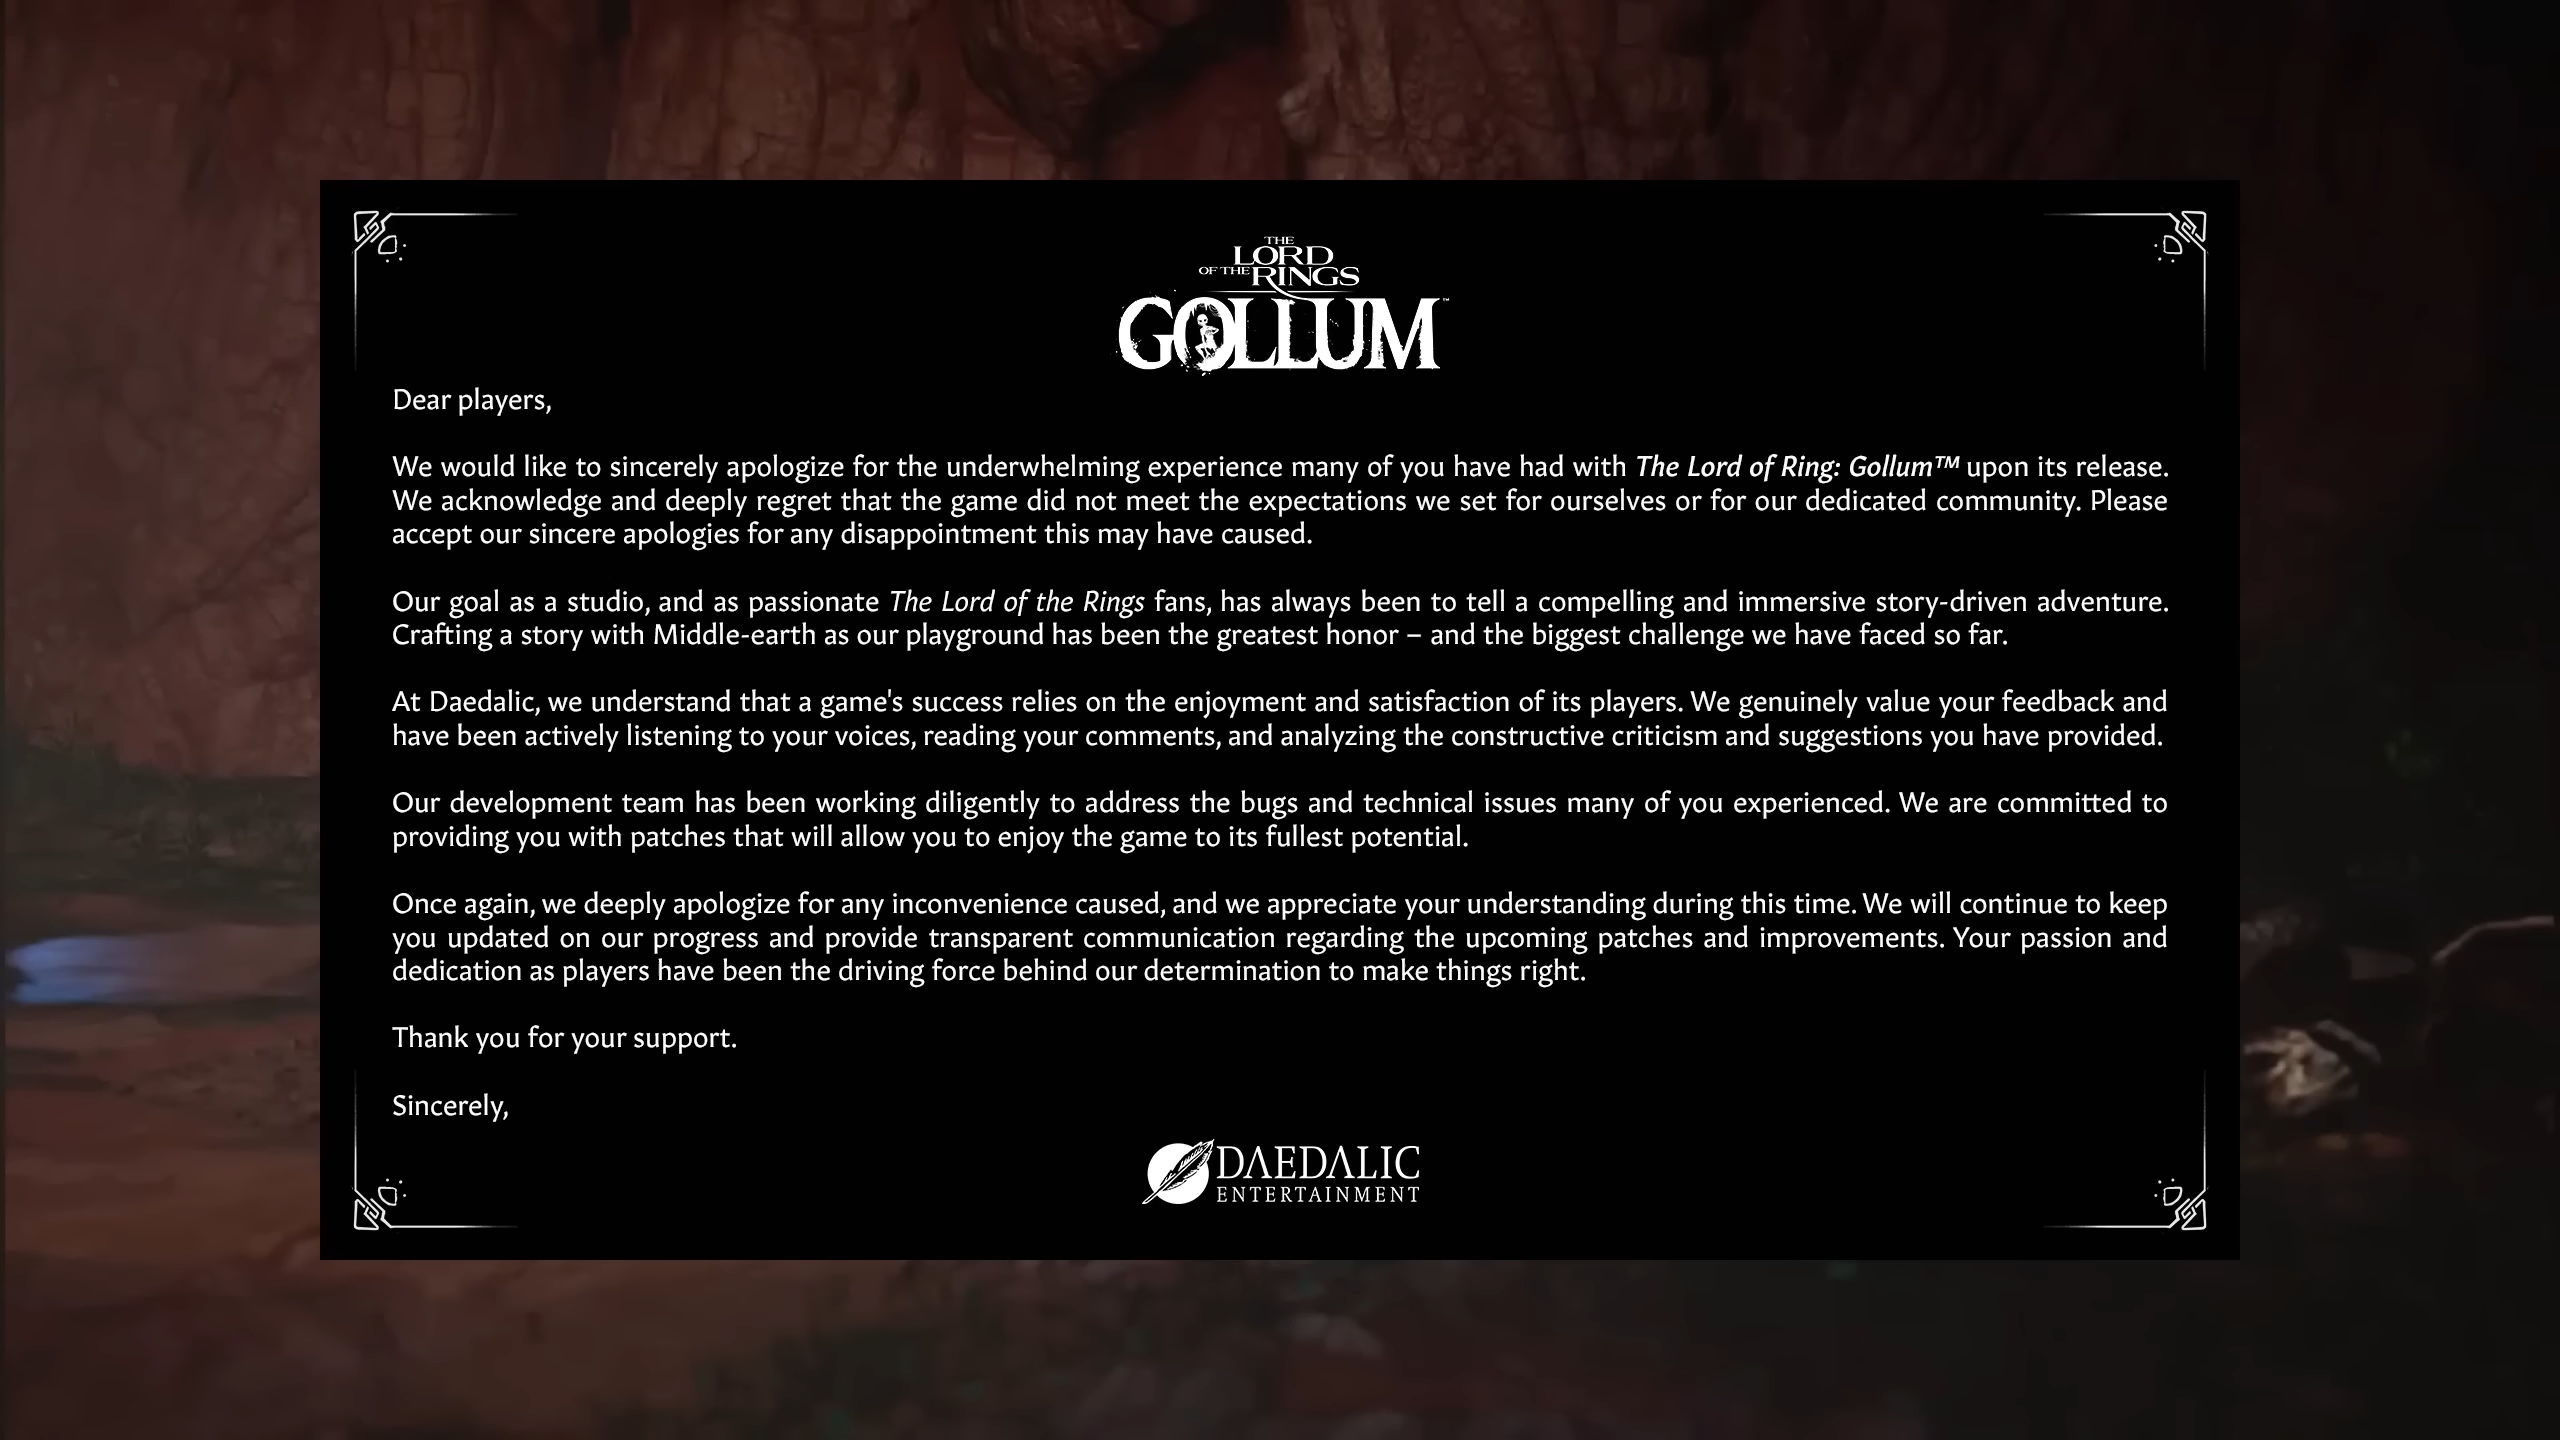 THE
LORD
OF THE RINGS
GOLLUM™
Dear players,
We would like to sincerely apologize for the underwhelming experience many of you have had with The Lord of Ring: Gollum™ upon its release.
We acknowledge and deeply regret that the game did not meet the expectations we set for ourselves or for our dedicated community. Please
accept our sincere apologies for any disappointment this may have caused.
Our goal as a studio, and as passionate The Lord of the Rings fans, has always been to tell a compelling and immersive story-driven adventure.
Crafting a story with Middle-earth as our playground has been the greatest honor – and the biggest challenge we have faced so far.
At Daedalic, we understand that a game's success relies on the enjoyment and satisfaction of its players. We genuinely value your feedback and
have been actively listening to your voices, reading your comments, and analyzing the constructive criticism and suggestions you have provided.
Our development team has been working diligently to address the bugs and technical issues many of you experienced. We are committed to
providing you with patches that will allow you to enjoy the game to its fullest potential.
Once again, we deeply apologize for any inconvenience caused, and we appreciate your understanding during this time. We will continue to keep
you updated on our progress and provide transparent communication regarding the upcoming patches and improvements. Your passion and
dedication as players have been the driving force behind our determination to make things right.
Thank you for your support.
Sincerely,
DAEDALIC
ENTERTAINMENT